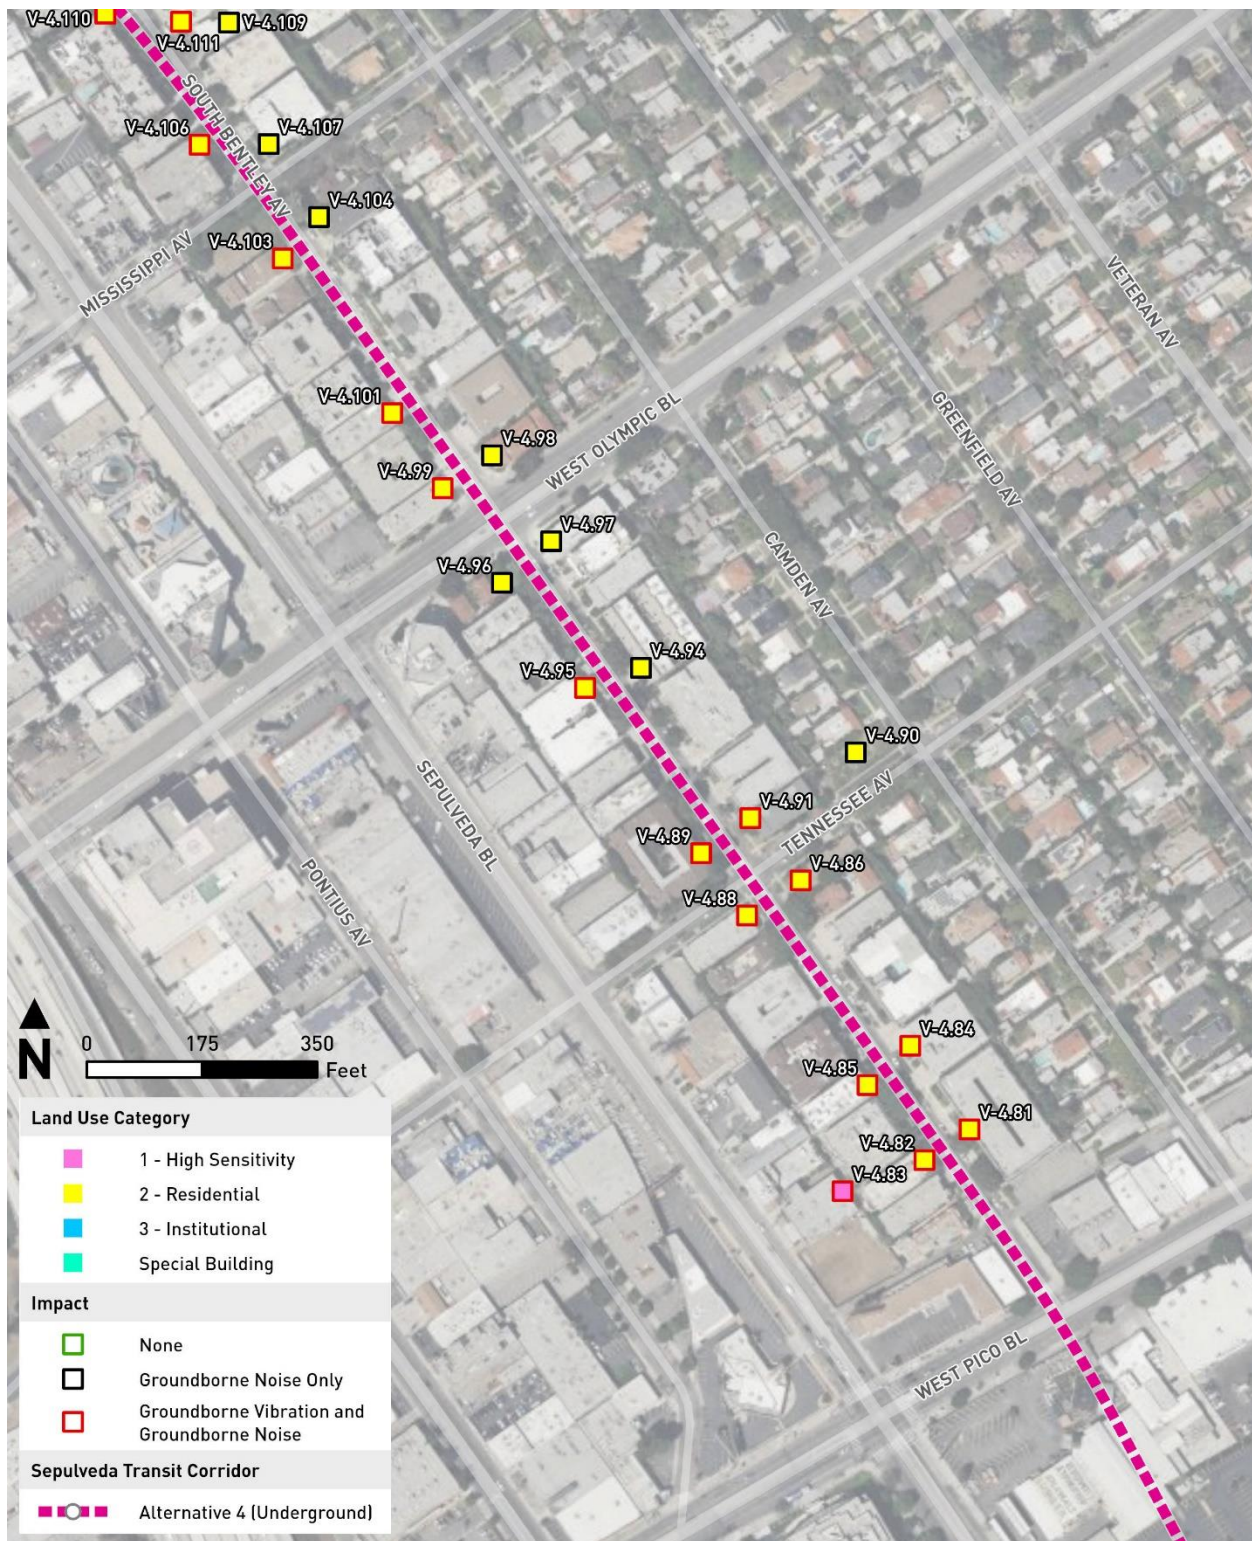 V-4.110
V-4.111
V-4.109
SOUTH BENTLEY AV
V-4.106
V-4.107
V-4.104
V-4.103
MISSISSIPPI AV
VETERAN AV
V-4.101
WEST OLYMPIC BL
GREENFIELD AV
V-4.98
V-4.99
V-4.97
V-4.96
CAMDEN AV
V-4.94
V-4.95
V-4.90
SEPULVEDA BL
V-4.91
TENNESSEE AV
V-4.89
V-4.86
V-4.88
PONTIUS AV
V-4.84
V-4.85
V-4.81
V-4.82
V-4.83
WEST PICO BL
N
0 175 350
Feet
Land Use Category
1 - High Sensitivity
2 - Residential
3 - Institutional
Special Building
Impact
None
Groundborne Noise Only
Groundborne Vibration and
Groundborne Noise
Sepulveda Transit Corridor
Alternative 4 (Underground)